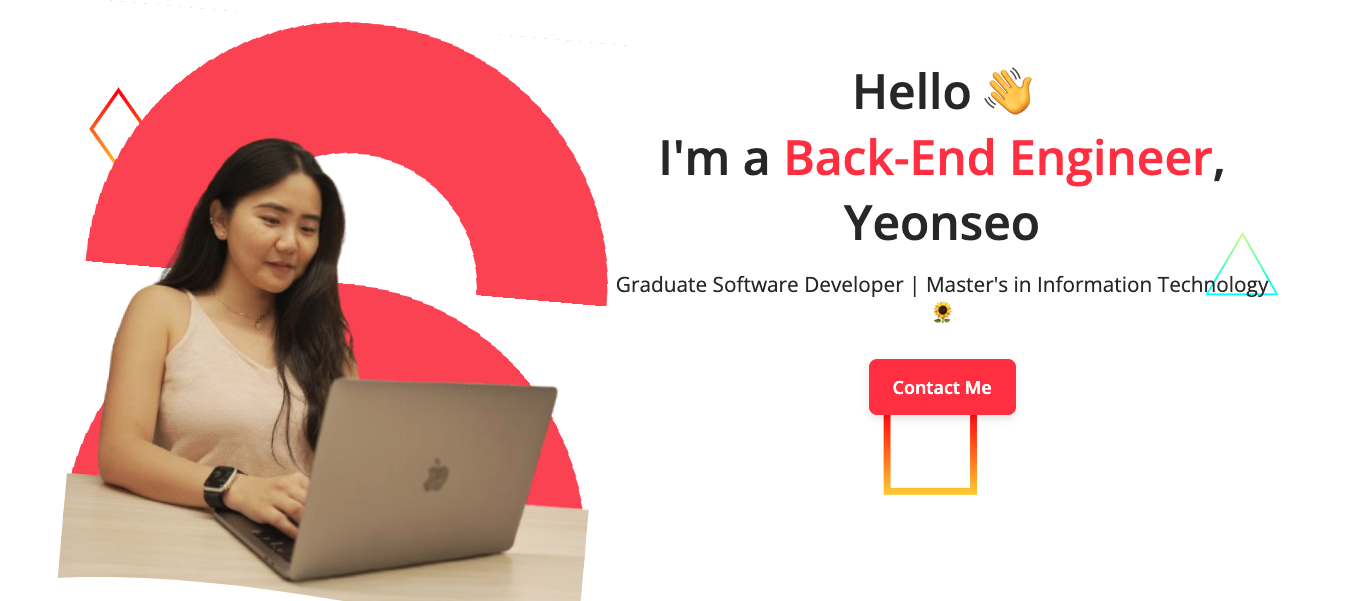 Hello 👋
I'm a Back-End Engineer,
Yeonseo
Graduate Software Developer | Master's in Information Technology
🌻
Contact Me